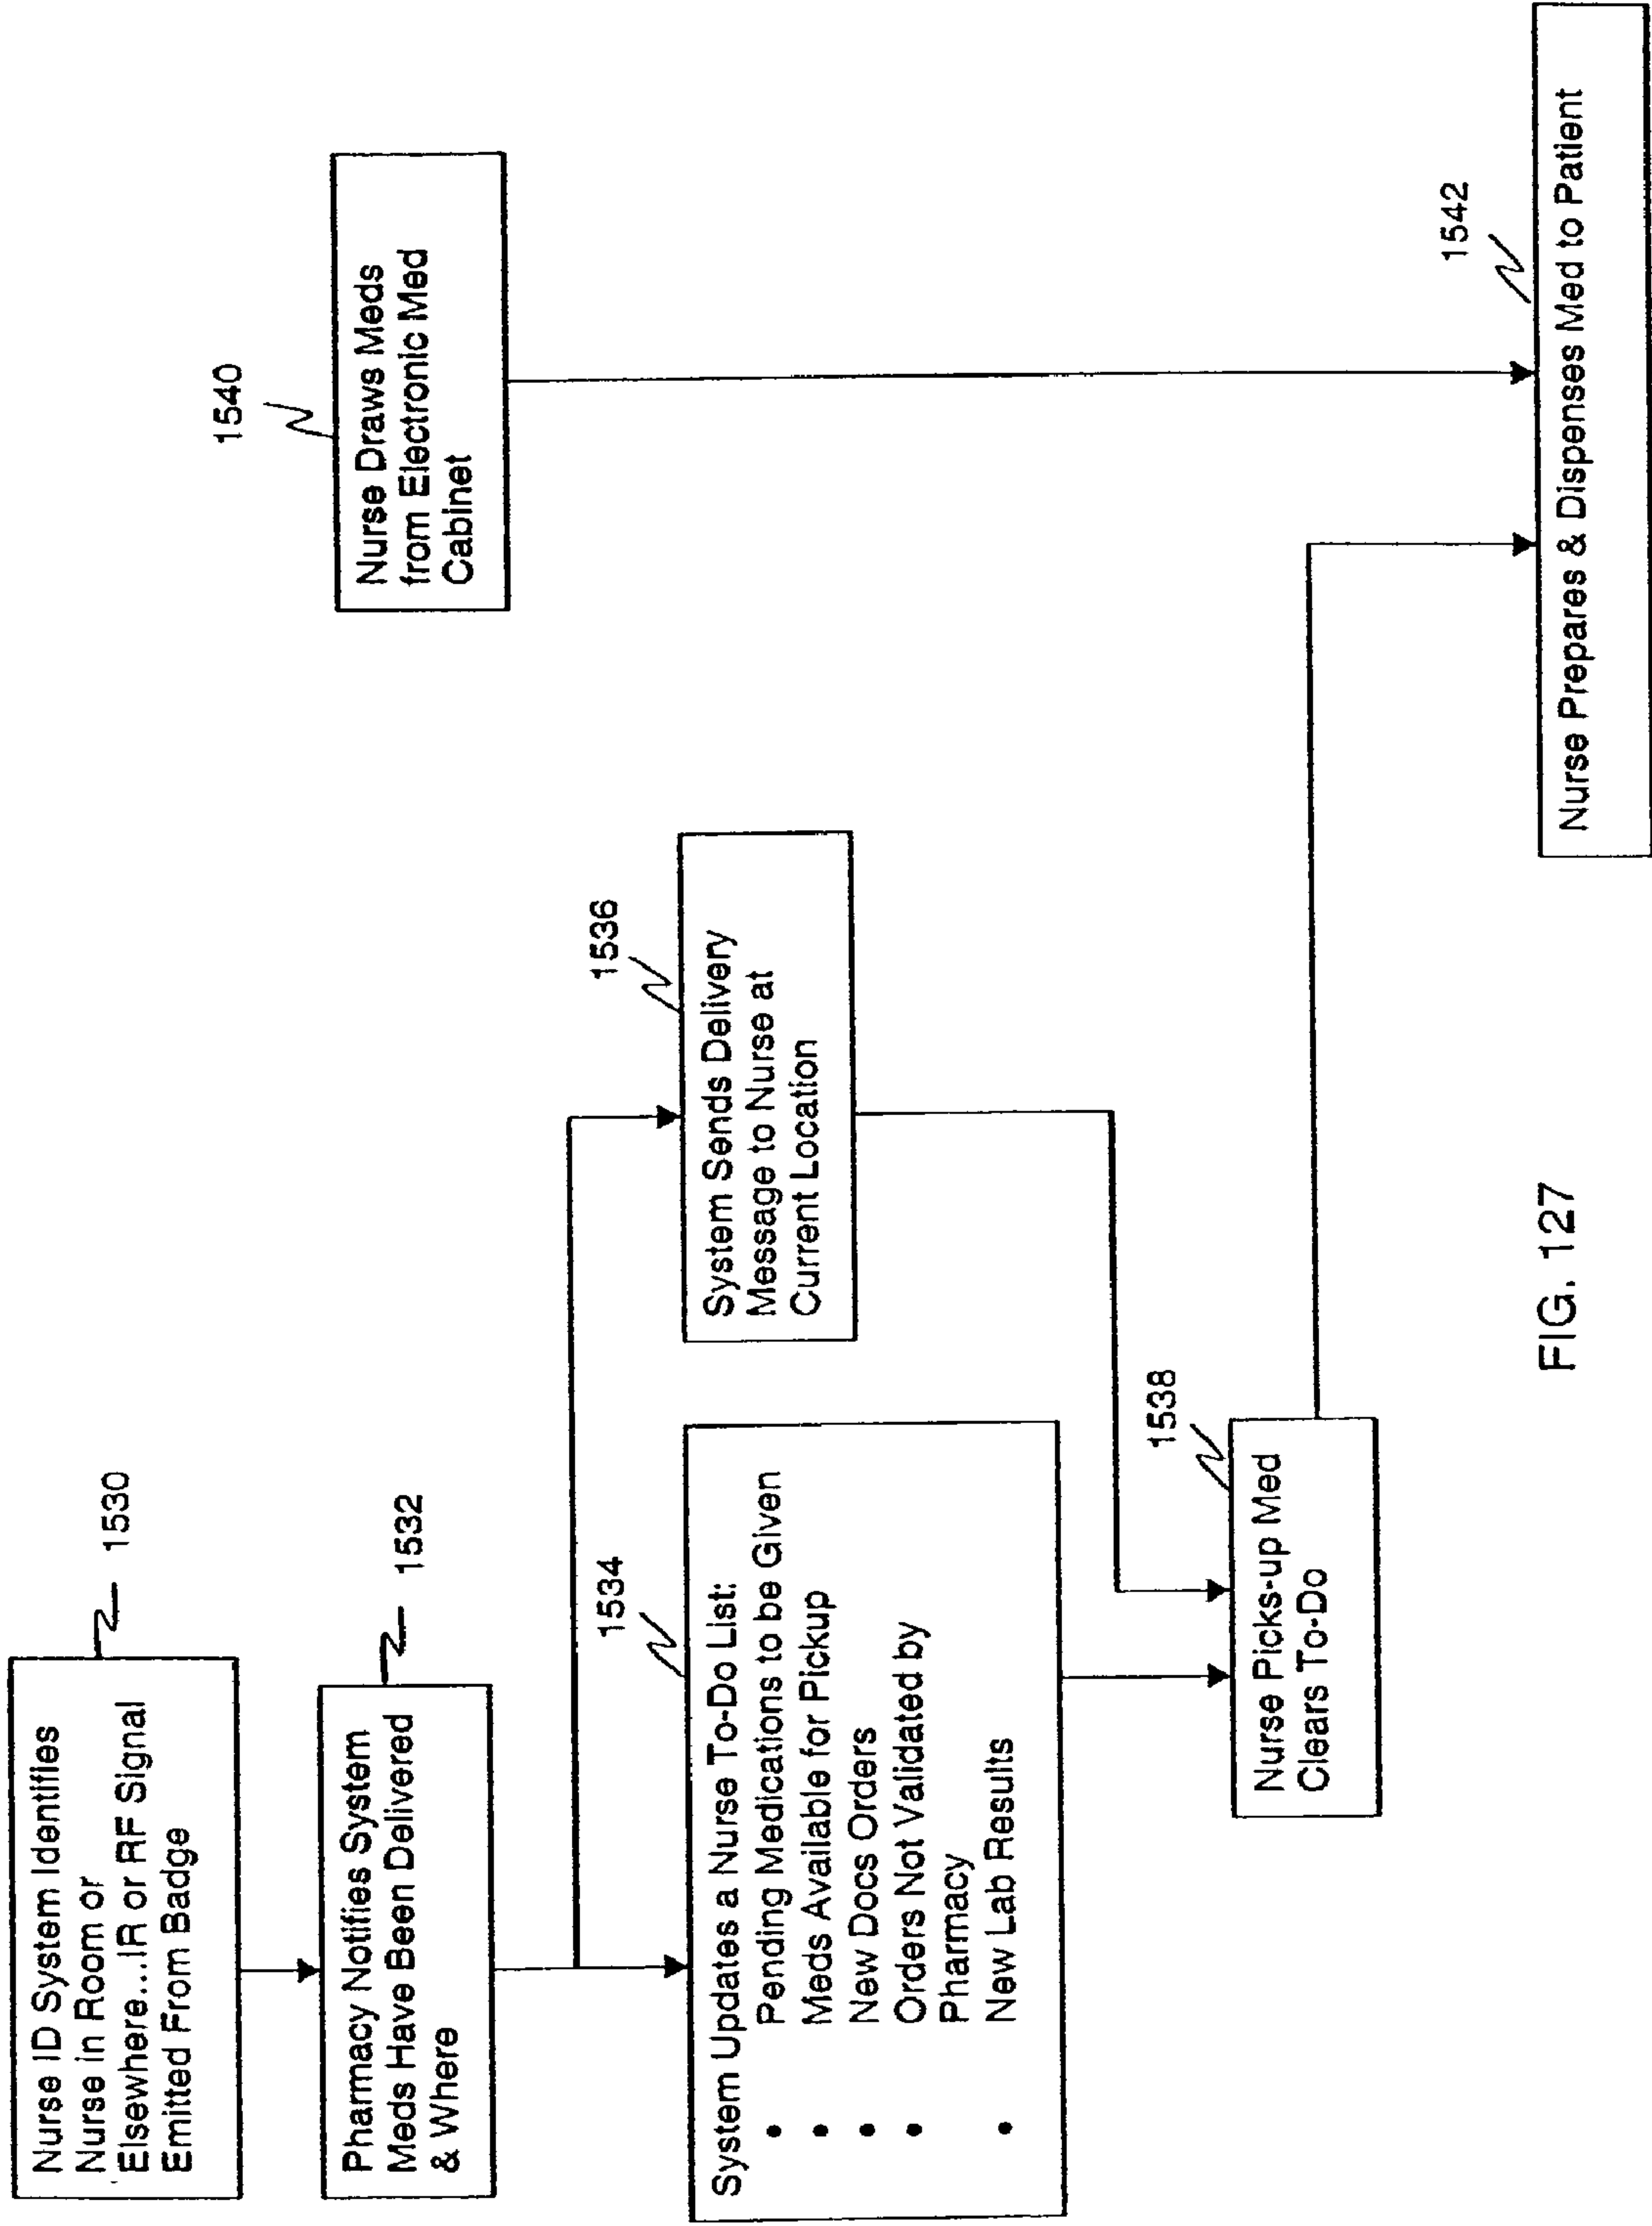 Nurse ID System Identifies
Nurse in Room or
Elsewhere...IR or RF Signal
Emitted From Badge
1530
Pharmacy Notifies System
Meds Have Been Delivered
& Where
1532
1534
System Updates a Nurse To-Do List:
• Pending Medications to be Given
• Meds Available for Pickup
• New Docs Orders
• Orders Not Validated by
Pharmacy
• New Lab Results
1536
System Sends Delivery
Message to Nurse at
Current Location
1538
Nurse Picks-up Med
Clears To-Do
1540
Nurse Draws Meds
from Electronic Med
Cabinet
1542
Nurse Prepares & Dispenses Med to Patient
FIG. 127